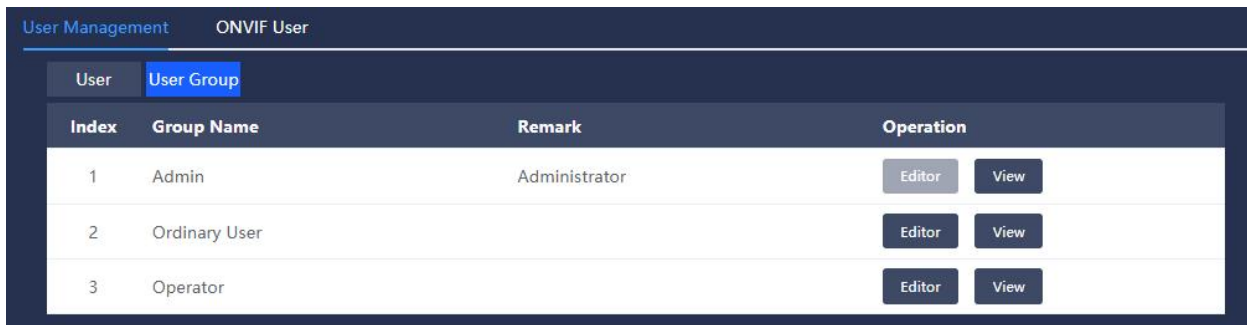 User Management ONVIF User
User User Group
Index Group Name Remark Operation
1 Admin Administrator Editor View
2 Ordinary User Editor View
3 Operator Editor View